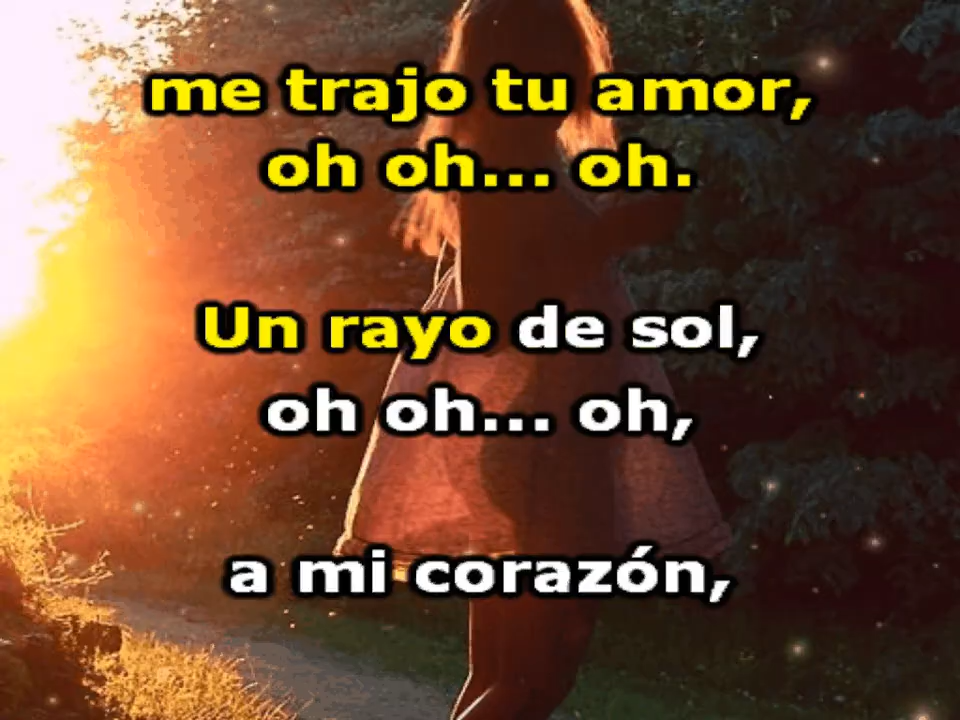 me trajo tu amor,
oh oh... oh.
Un rayo de sol,
oh oh... oh,
a mi corazón,